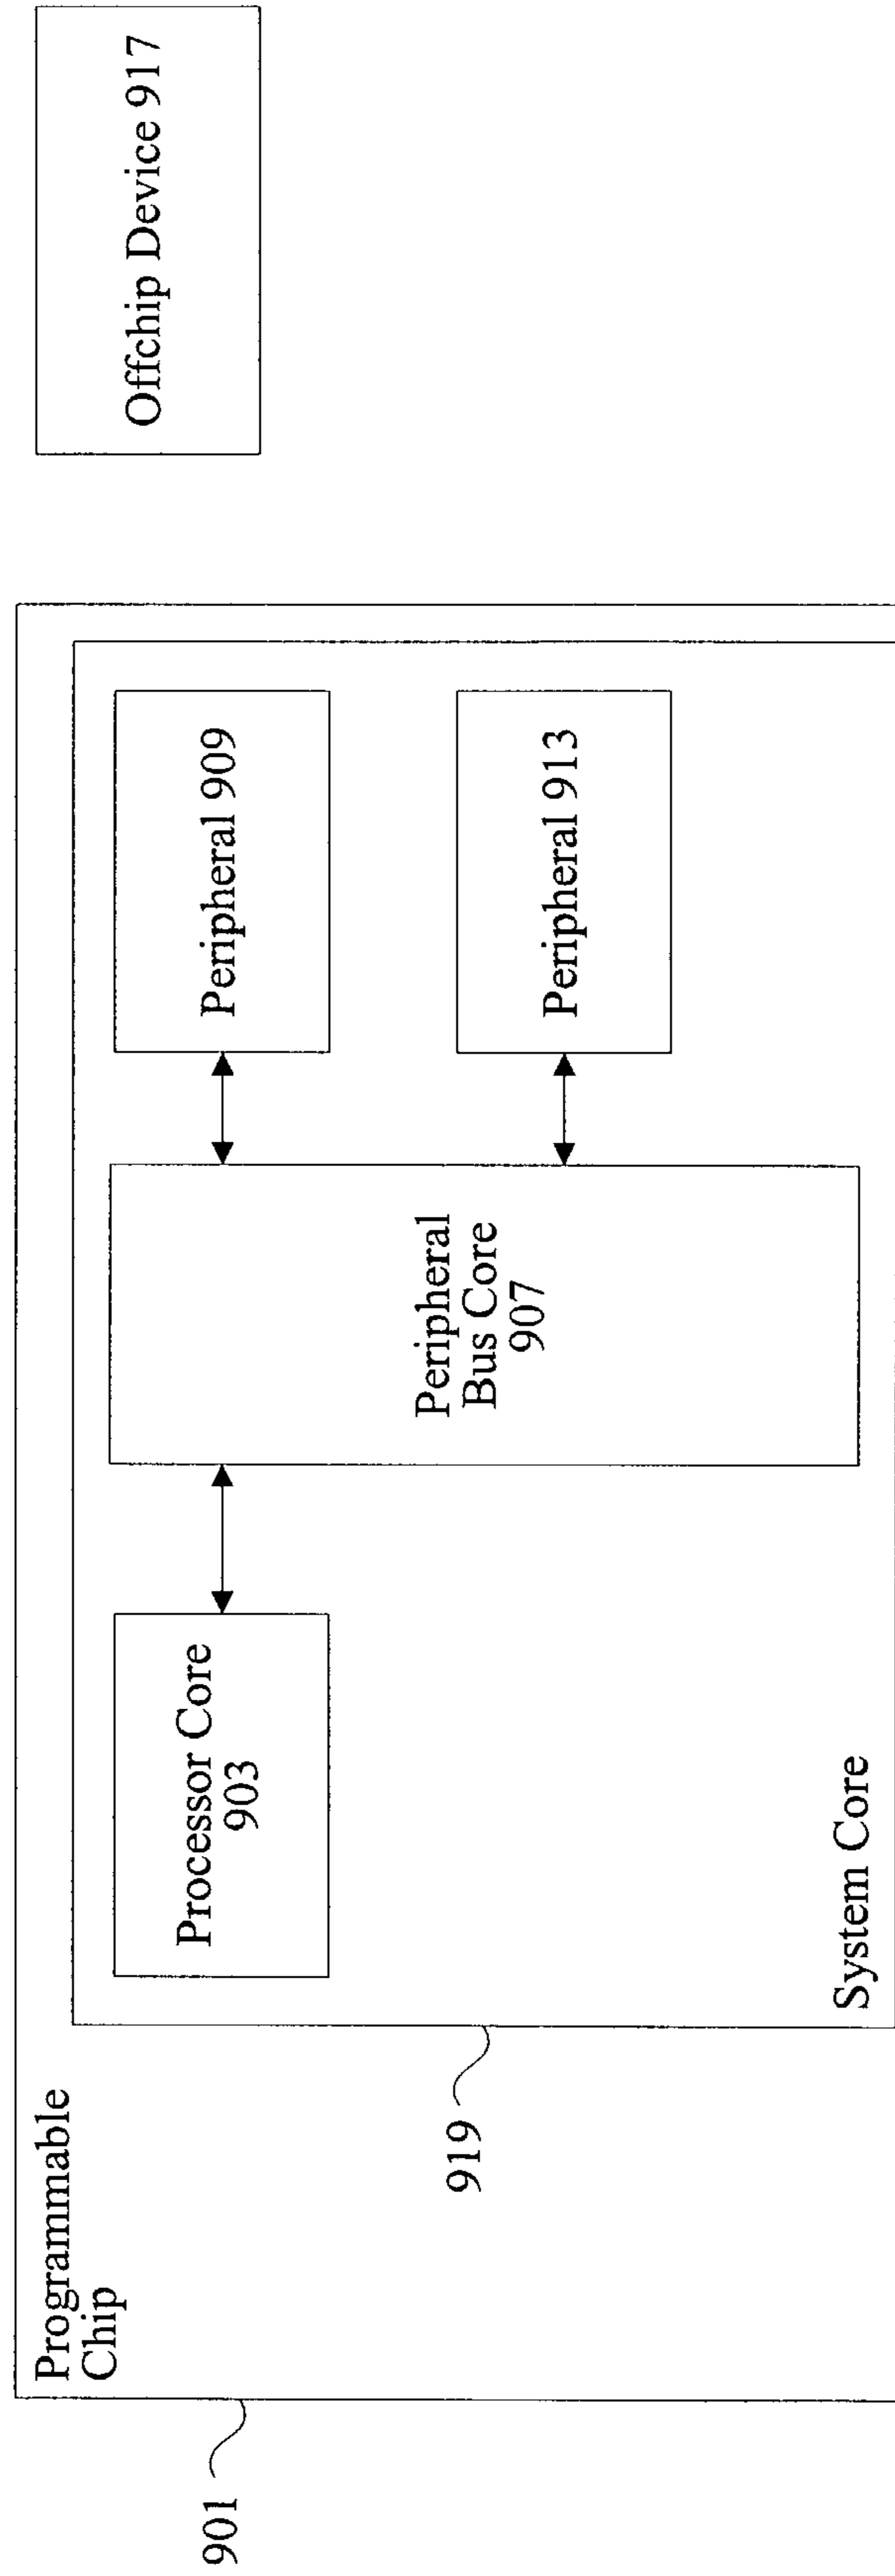 Programmable
Chip
901
919
System Core
Processor Core
903
Peripheral
Bus Core
907
Peripheral 909
Peripheral 913
Offchip Device 917